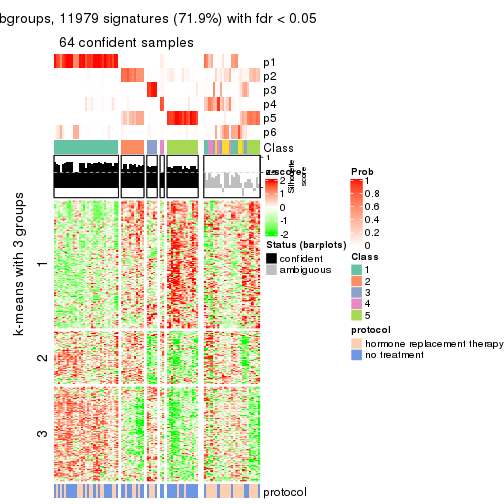 bgroups, 11979 signatures (71.9%) with fdr < 0.05
64 confident samples
p1
p2
p3
p4
p5
p6
Class
1
Silhouette
score
z-score
2
1
0
-1
-2
Status (barplots)
confident
ambiguous
Prob
1
0.8
0.6
0.4
0.2
0
Class
1
2
3
4
5
protocol
hormone replacement therapy
no treatment
k-means with 3 groups
1
2
3
protocol